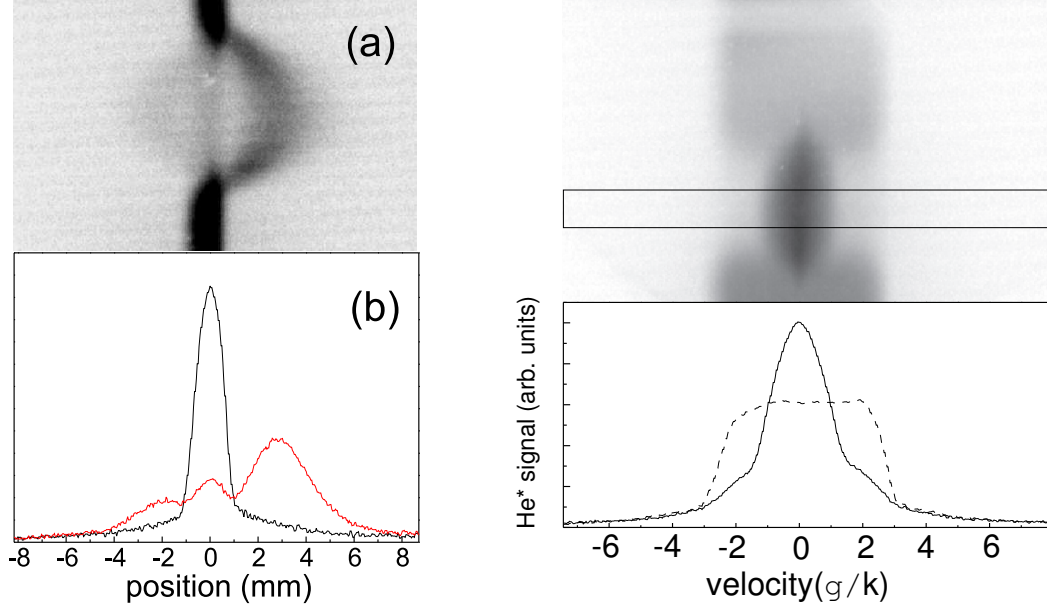 (a)
(b)
-8 -6 -4 -2 0 2 4 6 8
position (mm)
He* signal (arb. units)
-6 -4 -2 0 2 4 6
velocity(g/k)